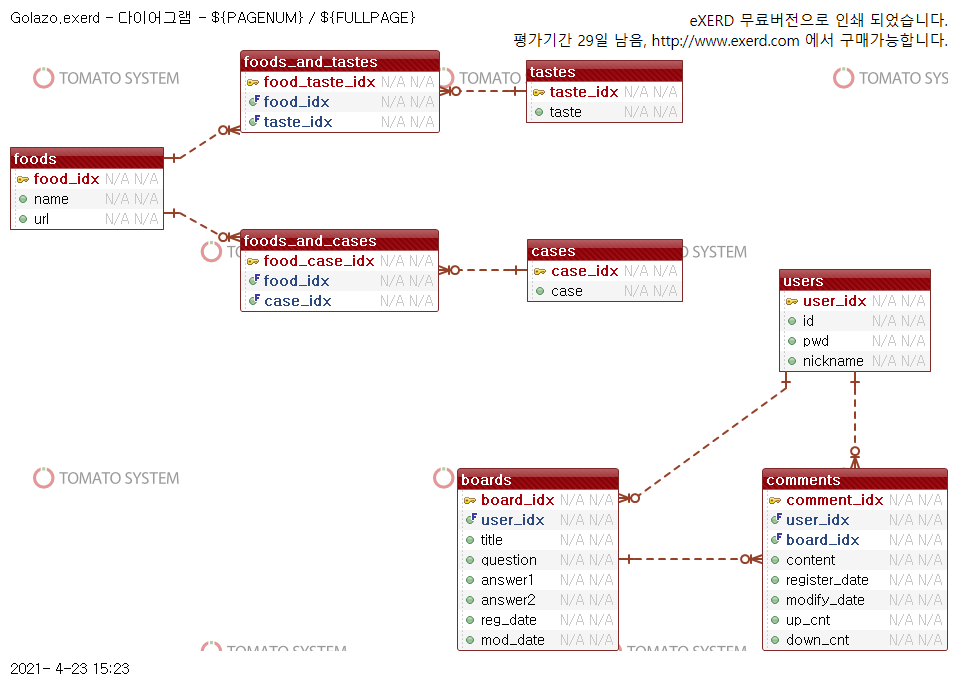 Golazo.exerd - 다이어그램 - ${PAGENUM} / ${FULLPAGE}
eXERD 무료버전으로 인쇄 되었습니다.
평가기간 29일 남음, http://www.exerd.com 에서 구매가능합니다.
TOMATO SYSTEM
TOMATO
TOMATO SYS
foods_and_tastes
food_taste_idx N/A N/A
food_idx N/A N/A
taste_idx N/A N/A
tastes
taste_idx N/A N/A
taste N/A N/A
foods
food_idx N/A N/A
name N/A N/A
url N/A N/A
foods_and_cases
food_case_idx N/A N/A
food_idx N/A N/A
case_idx N/A N/A
cases
case_idx N/A N/A
case N/A N/A
SYSTEM
users
user_idx N/A N/A
id N/A N/A
pwd N/A N/A
nickname N/A N/A
TOMATO SYSTEM
boards
board_idx N/A N/A
user_idx N/A N/A
title N/A N/A
question N/A N/A
answer1 N/A N/A
answer2 N/A N/A
reg_date N/A N/A
mod_date N/A N/A
comments
comment_idx N/A N/A
user_idx N/A N/A
board_idx N/A N/A
content N/A N/A
register_date N/A N/A
modify_date N/A N/A
up_cnt N/A N/A
down_cnt N/A N/A
TOMATO SYSTEM
TOMATO SYSTEM
2021- 4-23 15:23